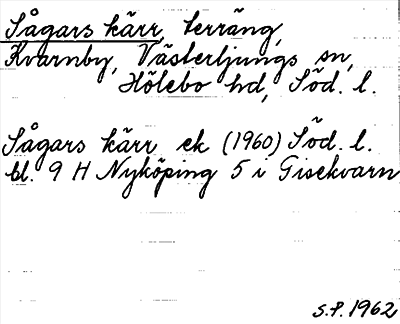 Sågars kärr, terräng,
Kvarnby, Västerljungs sn,
Hölebo hd, Söd. l.
Sågars kärr ek (1960) Söd. l.
bl. 9 H Nyköping 5 i Gisekvarn
S.P. 1962